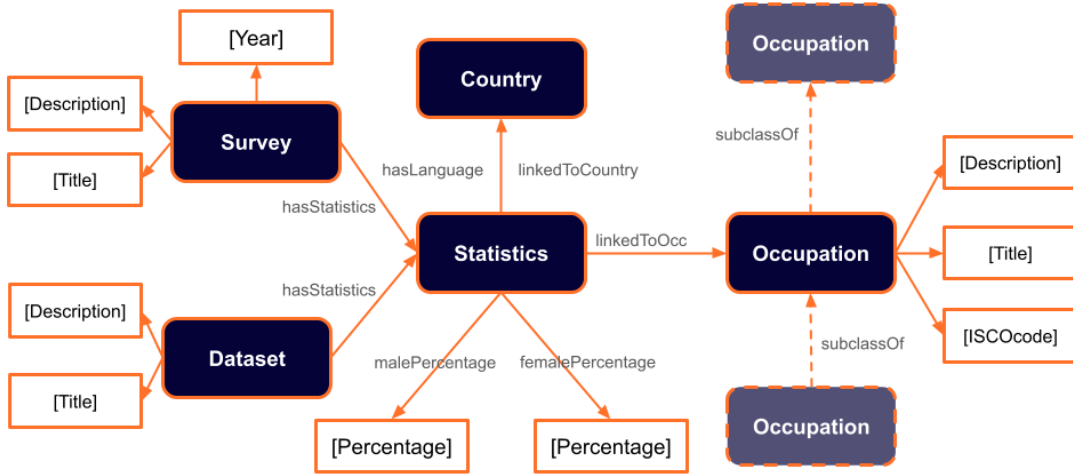 [Year]
Occupation
Country
[Description]
Survey
subclassOf
[Description]
[Title]
hasLanguage
linkedToCountry
hasStatistics
linkedToOcc
Statistics
Occupation
[Title]
hasStatistics
[Description]
[ISCOcode]
subclassOf
Dataset
malePercentage
femalePercentage
[Title]
Occupation
[Percentage]
[Percentage]